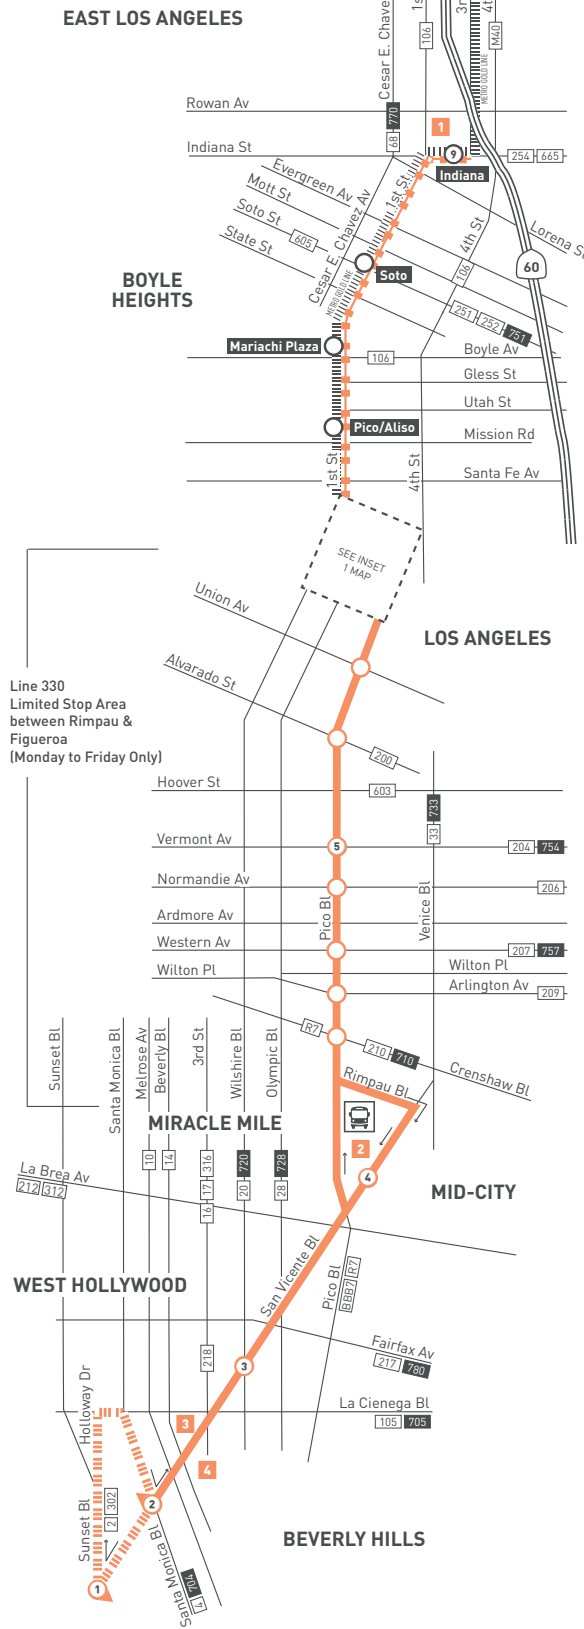 EAST LOS ANGELES
Cesar E. Chave
1s
3r
4t
106
M40
METRO GOLD LINE
Rowan Av
770
68
1
Indiana St
9
254
665
Indiana
Evergreen Av
Mott St
Soto St
605
State St
Cesar E. Chavez Av
1st St
METRO GOLD LINE
4th St
106
Lorena St
60
Soto
BOYLE
HEIGHTS
251
252
751
Mariachi Plaza
106
Boyle Av
Gless St
Utah St
Pico/Aliso
Mission Rd
1st St
4th St
Santa Fe Av
SEE INSET
1 MAP
Union Av
LOS ANGELES
Alvarado St
Line 330
Limited Stop Area
between Rimpau &
Figueroa
(Monday to Friday Only)
200
Hoover St
603
733
33
Vermont Av
5
204
754
Normandie Av
206
Pico Bl
Venice Bl
Ardmore Av
Western Av
207
757
Wilton Pl
Wilton Pl
Arlington Av
209
R7
210
710
Crenshaw Bl
Sunset Bl
Santa Monica Bl
Melrose Av
Beverly Bl
3rd St
Wilshire Bl
Olympic Bl
Rimpau Bl
MIRACLE MILE
2
10
14
316
17
16
720
20
728
28
La Brea Av
212
312
4
MID-CITY
San Vicente Bl
Pico Bl
R7
BBB7
WEST HOLLYWOOD
218
3
Fairfax Av
217
780
Holloway Dr
La Cienega Bl
105
705
3
4
Sunset Bl
302
2
2
Santa Monica Bl
BEVERLY HILLS
1
704
4